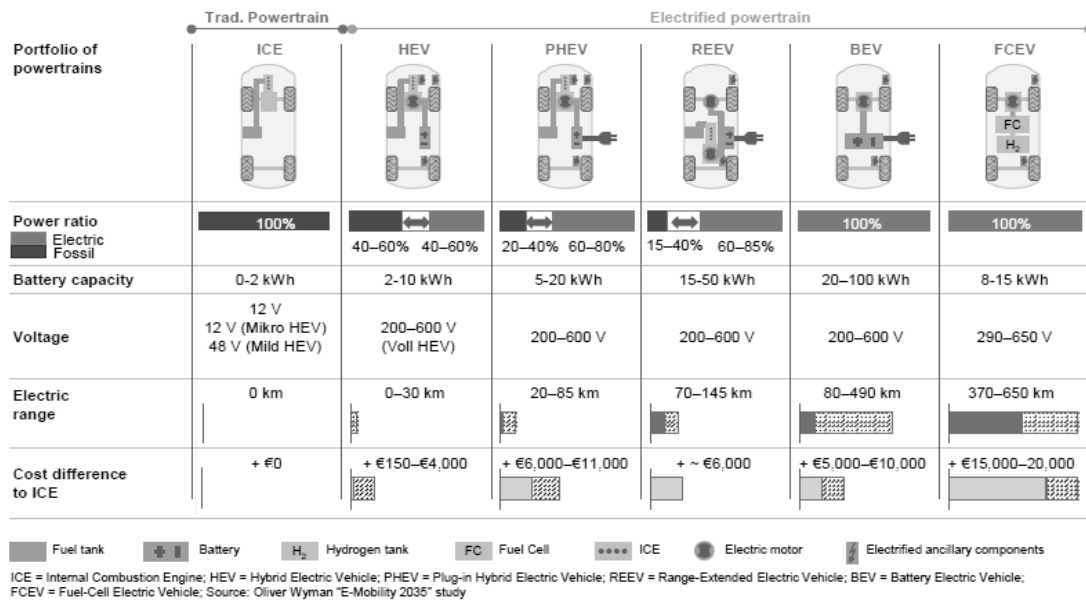 Trad. Powertrain Electrified powertrain
Portfolio of powertrains ICE HEV PHEV REEV BEV FCEV
FC
H₂
Power ratio 100% 100% 100%
Electric
Fossil
40–60% 40–60% 20–40% 60–80% 15–40% 60–85%
Battery capacity 0-2 kWh 2-10 kWh 5-20 kWh 15-50 kWh 20–100 kWh 8-15 kWh
Voltage
12 V
12 V (Mikro HEV)
48 V (Mild HEV)
200–600 V
(Voll HEV)
200–600 V 200–600 V 200–600 V 290–650 V
Electric
range
0 km 0–30 km 20–85 km 70–145 km 80–490 km 370–650 km
Cost difference
to ICE
+ €0 + €150–€4,000 + €6,000–€11,000 + ~ €6,000 + €5,000–€10,000 + €15,000–20,000
Fuel tank Battery H₂ Hydrogen tank FC Fuel Cell ICE Electric motor Electrified ancillary components
ICE = Internal Combustion Engine; HEV = Hybrid Electric Vehicle; PHEV = Plug-in Hybrid Electric Vehicle; REEV = Range-Extended Electric Vehicle; BEV = Battery Electric Vehicle;
FCEV = Fuel-Cell Electric Vehicle; Source: Oliver Wyman "E-Mobility 2035" study